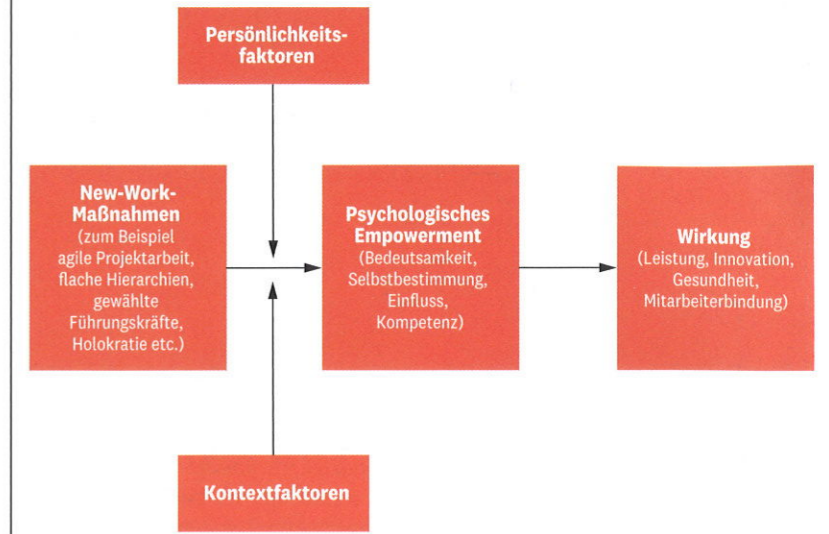 Persönlichkeits-
faktoren
New-Work-
Maßnahmen
(zum Beispiel
agile Projektarbeit,
flache Hierarchien,
gewählte
Führungskräfte,
Holokratie etc.)
Psychologisches
Empowerment
(Bedeutsamkeit,
Selbstbestimmung,
Einfluss,
Kompetenz)
Wirkung
(Leistung, Innovation,
Gesundheit,
Mitarbeiterbindung)
Kontextfaktoren